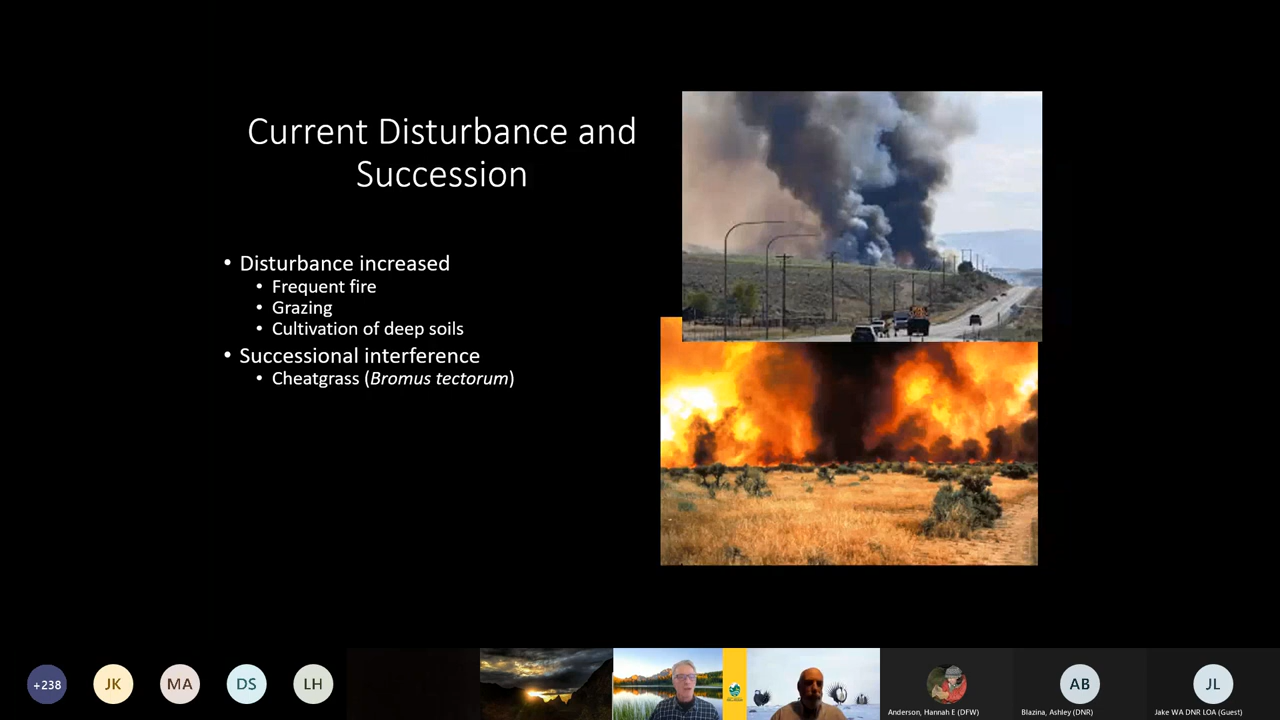 Current Disturbance and
Succession
• Disturbance increased
• Frequent fire
• Grazing
• Cultivation of deep soils
• Successional interference
• Cheatgrass (Bromus tectorum)
+238
JK
MA
DS
LH
AB
JL
Anderson, Hannah E (DFW)
Blazina, Ashley (DNR)
Jake WA DNR LOA (Guest)